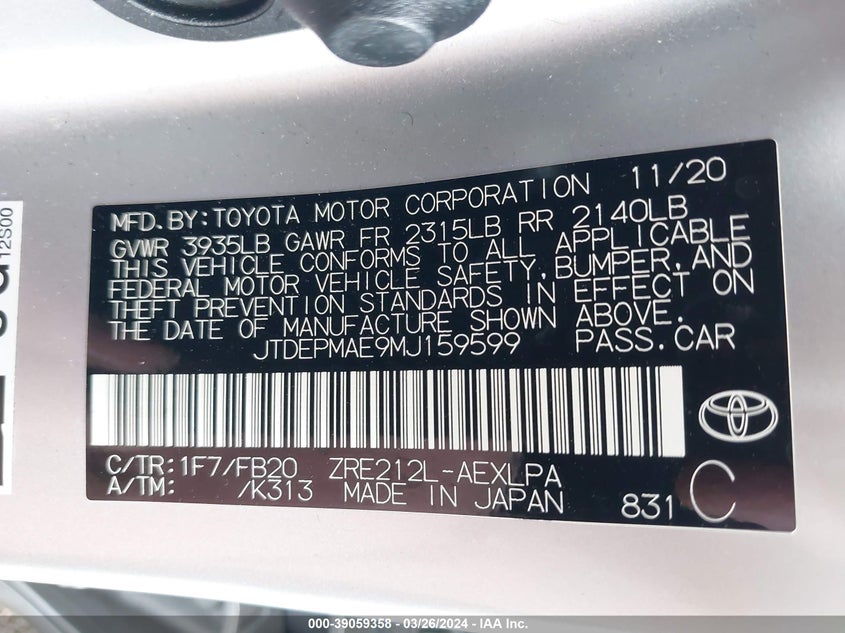 MFD.BY:TOYOTA MOTOR CORPORATION 11/20
GVWR 3935LB GAWR FR 2315LB RR 2140LB
THIS VEHICLE CONFORMS TO ALL APPLICABLE
FEDERAL MOTOR VEHICLE SAFETY,BUMPER,AND
THEFT PREVENTION STANDARDS IN EFFECT ON
THE DATE OF MANUFACTURE SHOWN ABOVE.
JTDEPMAE9MJ159599 PASS.CAR
C/TR:1F7/FB20 ZRE212L-AEXLPA
A/TM: /K313 MADE IN JAPAN 831 C
12S00
000-39059358 - 03/26/2024 - IAA Inc.